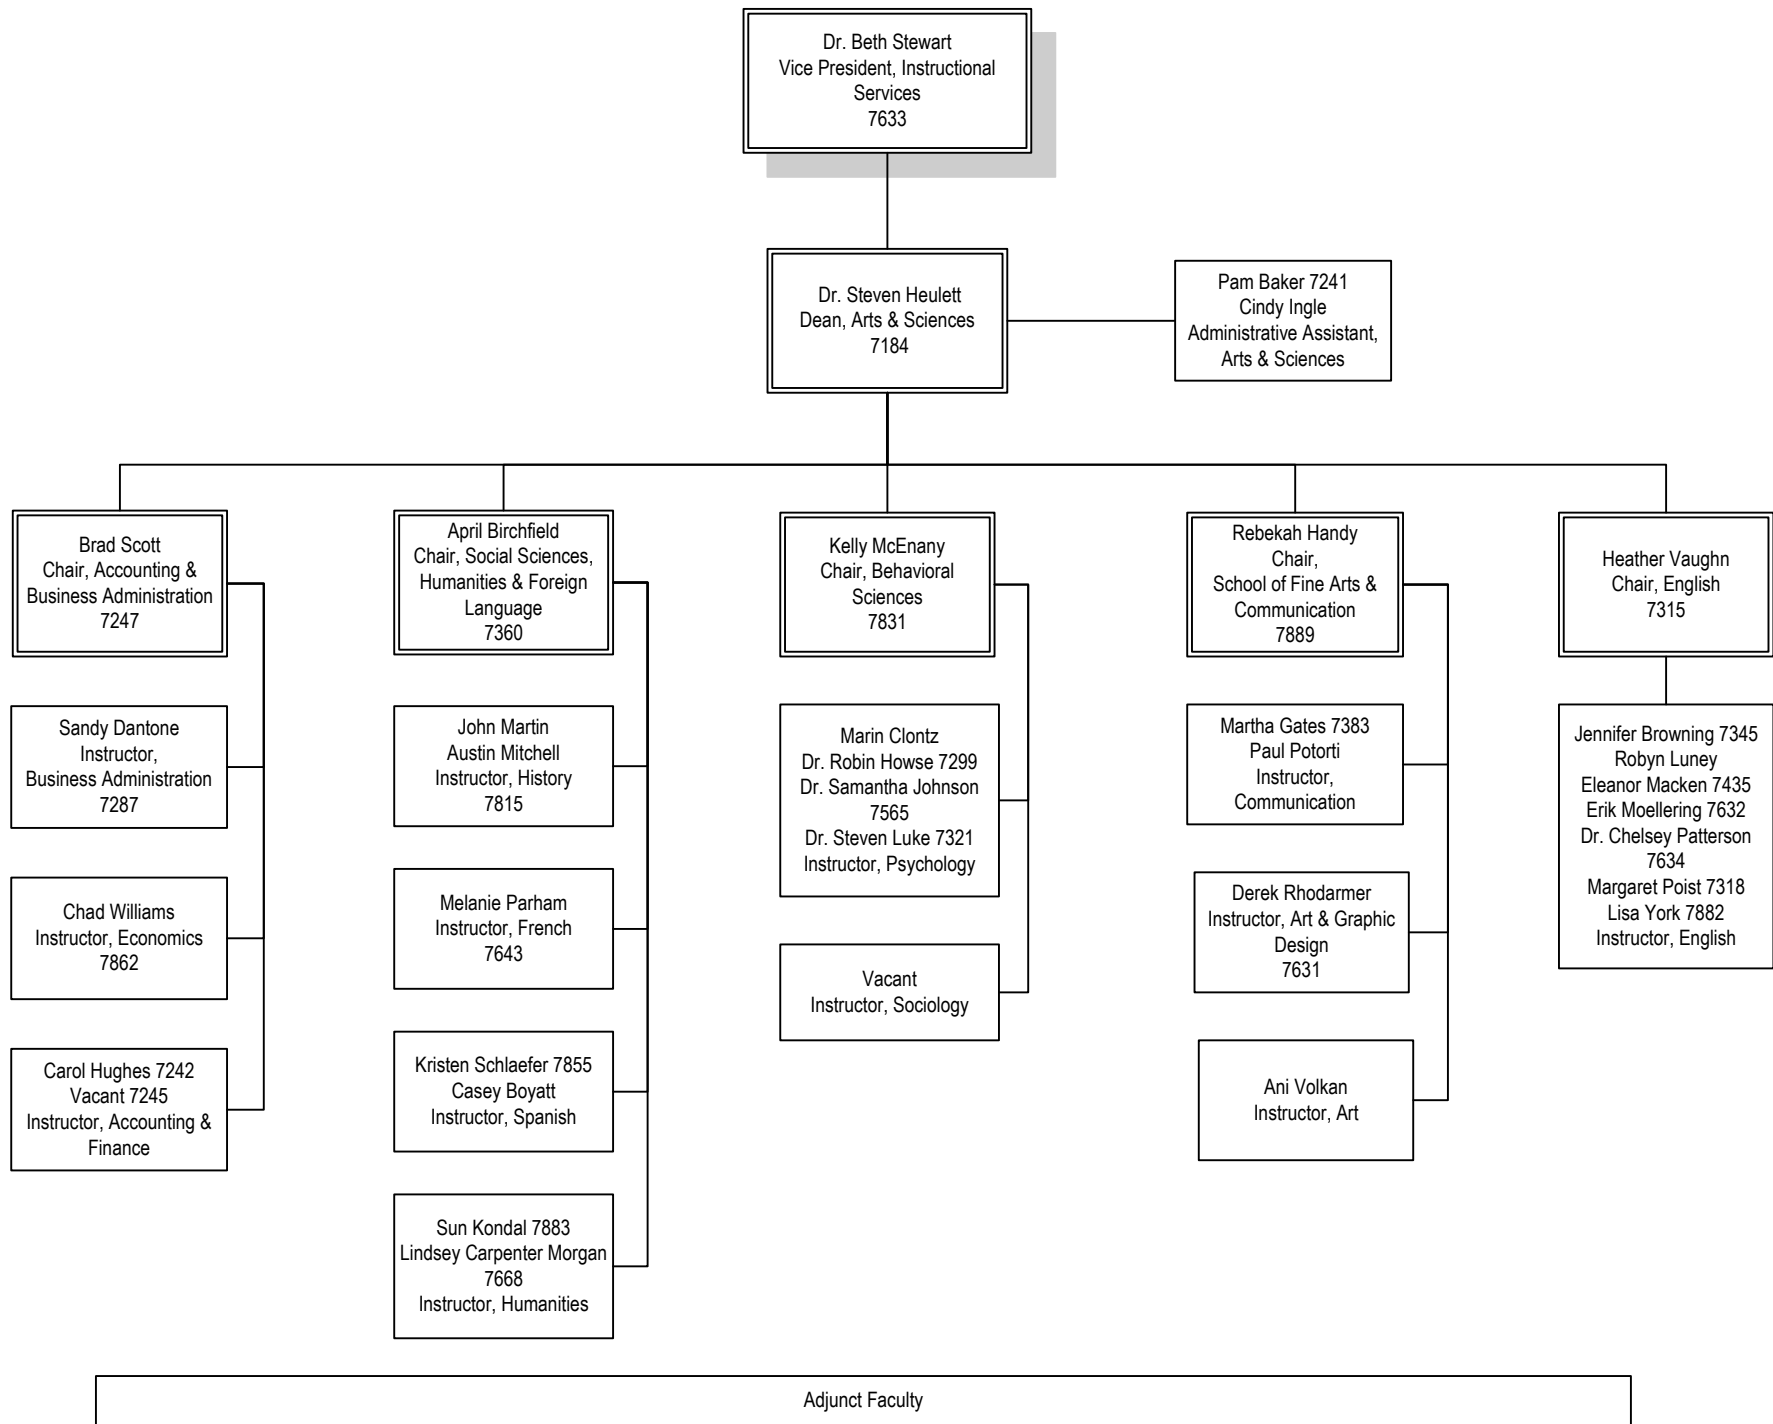 Dr. Beth Stewart
Vice President, Instructional
Services
7633
Dr. Steven Heulett
Dean, Arts & Sciences
7184
Pam Baker 7241
Cindy Ingle
Administrative Assistant,
Arts & Sciences
Brad Scott
Chair, Accounting &
Business Administration
7247
April Birchfield
Chair, Social Sciences,
Humanities & Foreign
Language
7360
Kelly McEnany
Chair, Behavioral
Sciences
7831
Rebekah Handy
Chair,
School of Fine Arts &
Communication
7889
Heather Vaughn
Chair, English
7315
Sandy Dantone
Instructor,
Business Administration
7287
John Martin
Austin Mitchell
Instructor, History
7815
Marin Clontz
Dr. Robin Howse 7299
Dr. Samantha Johnson
7565
Dr. Steven Luke 7321
Instructor, Psychology
Martha Gates 7383
Paul Potorti
Instructor,
Communication
Jennifer Browning 7345
Robyn Luney
Eleanor Macken 7435
Erik Moellering 7632
Dr. Chelsey Patterson
7634
Margaret Poist 7318
Lisa York 7882
Instructor, English
Chad Williams
Instructor, Economics
7862
Melanie Parham
Instructor, French
7643
Vacant
Instructor, Sociology
Derek Rhodarmer
Instructor, Art & Graphic
Design
7631
Carol Hughes 7242
Vacant 7245
Instructor, Accounting &
Finance
Kristen Schlaefer 7855
Casey Boyatt
Instructor, Spanish
Ani Volkan
Instructor, Art
Sun Kondal 7883
Lindsey Carpenter Morgan
7668
Instructor, Humanities
Adjunct Faculty